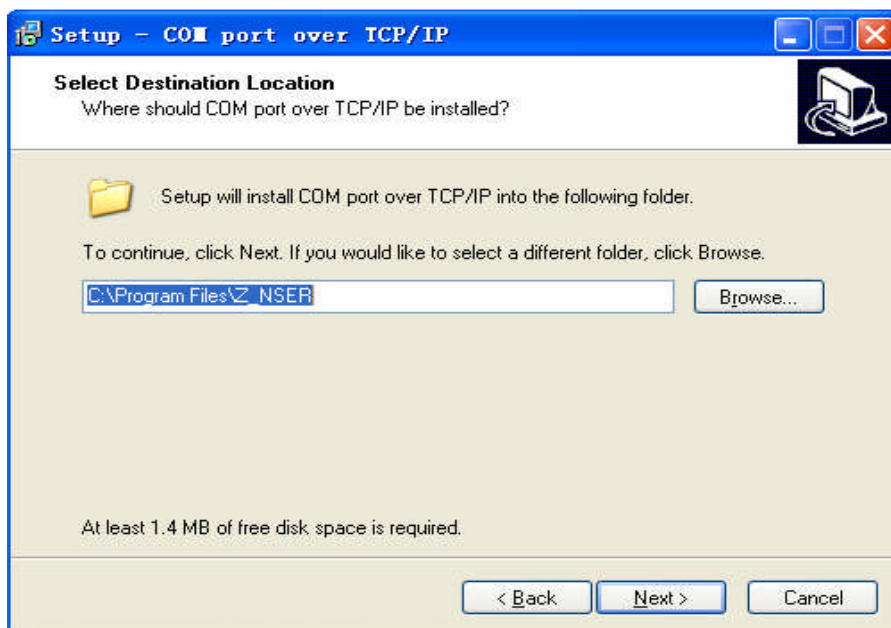 Setup - COM port over TCP/IP
Select Destination Location
Where should COM port over TCP/IP be installed?
Setup will install COM port over TCP/IP into the following folder.
To continue, click Next. If you would like to select a different folder, click Browse.
C:\Program Files\Z_NSER
Browse...
At least 1.4 MB of free disk space is required.
< Back
Next >
Cancel